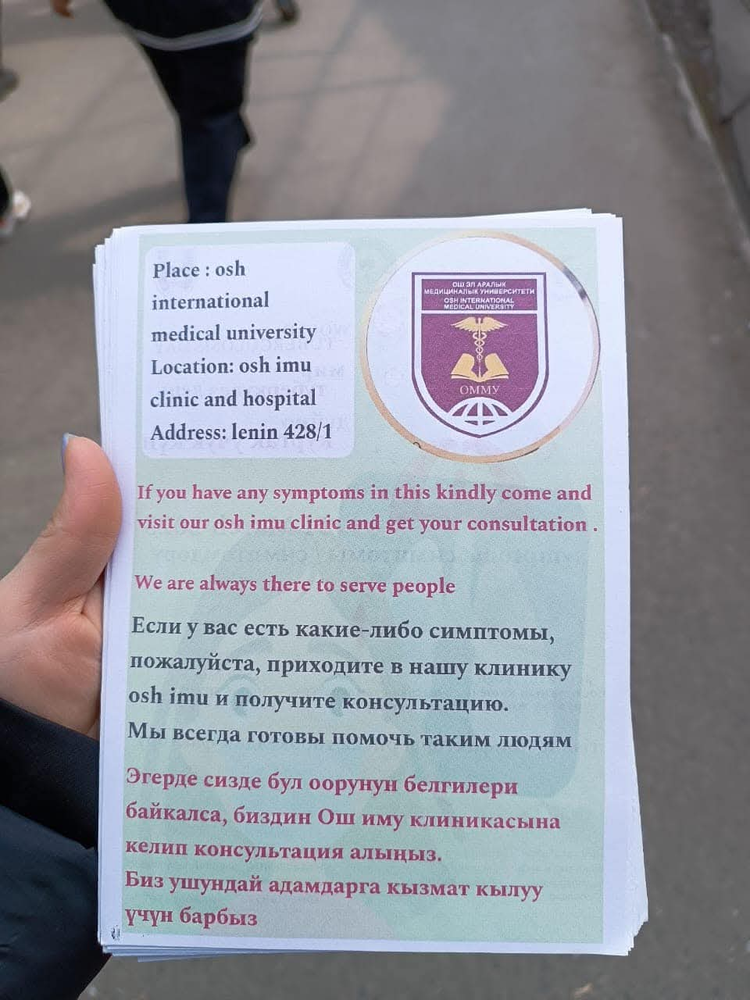 Place : osh
international
medical university
Location: osh imu
clinic and hospital
Address: lenin 428/1
ОШ ЭЛ АРАЛЫК
МЕДИЦИНАЛЫК УНИВЕРСИТЕТИ
OSH INTERNATIONAL
MEDICAL UNIVERSITY
ОММУ
If you have any symptoms in this kindly come and
visit our osh imu clinic and get your consultation .
We are always there to serve people
Если у вас есть какие-либо симптомы,
пожалуйста, приходите в нашу клинику
osh imu и получите консультацию.
Мы всегда готовы помочь таким людям
Эгерде сизде бул оорунун белгилери
байкалса, биздин Ош иму клиникасына
келип консультация алыңыз.
Биз ушундай адамдарга кызмат кылуу
үчүн барбыз